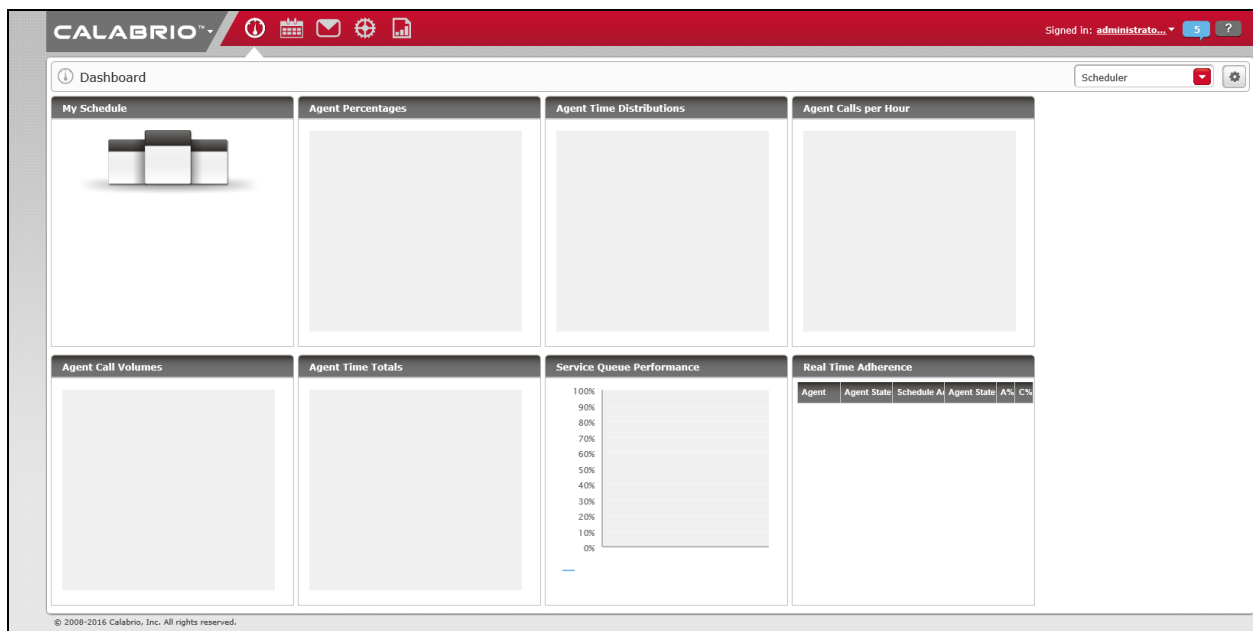 CALABRIO™
Signed in: administrato... 5 ?
Dashboard
Scheduler
My Schedule
Agent Percentages
Agent Time Distributions
Agent Calls per Hour
Agent Call Volumes
Agent Time Totals
Service Queue Performance
100%
90%
80%
70%
60%
50%
40%
30%
20%
10%
0%
Real Time Adherence
Agent Agent State Schedule A Agent State A% C%
© 2008-2016 Calabrio, Inc. All rights reserved.